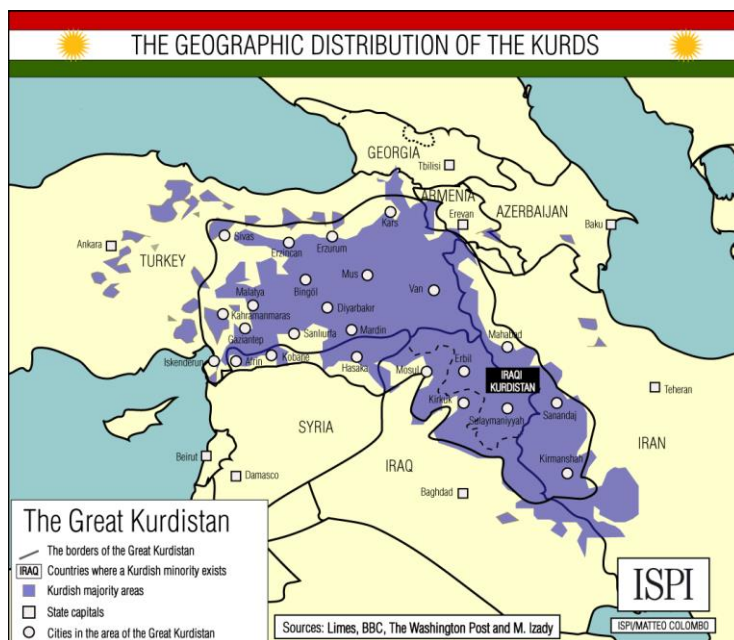 THE GEOGRAPHIC DISTRIBUTION OF THE KURDS
GEORGIA
Tbilisi
ARMENIA
Erevan
AZERBAIJAN
Baku
Kars
Sivas
Erzincan
Erzurum
Ankara
TURKEY
Mus
Van
Bingöl
Malatya
Diyarbakır
Kahramanmaras
Gaziantep
Sanliurfa
Mardin
Mahabad
Iskenderun
Afrin
Kobane
Hasaka
Mosul
Erbil
IRAQI
KURDISTAN
Teheran
Kirkuk
Sulaymaniyyah
Sanandaj
SYRIA
IRAN
Beirut
Damasco
IRAQ
Kirmanshah
Baghdad
The Great Kurdistan
The borders of the Great Kurdistan
IRAQ Countries where a Kurdish minority exists
Kurdish majority areas
State capitals
Cities in the area of the Great Kurdistan
Sources: Limes, BBC, The Washington Post and M. Izady
ISPI
ISPI/MATTEO COLOMBO